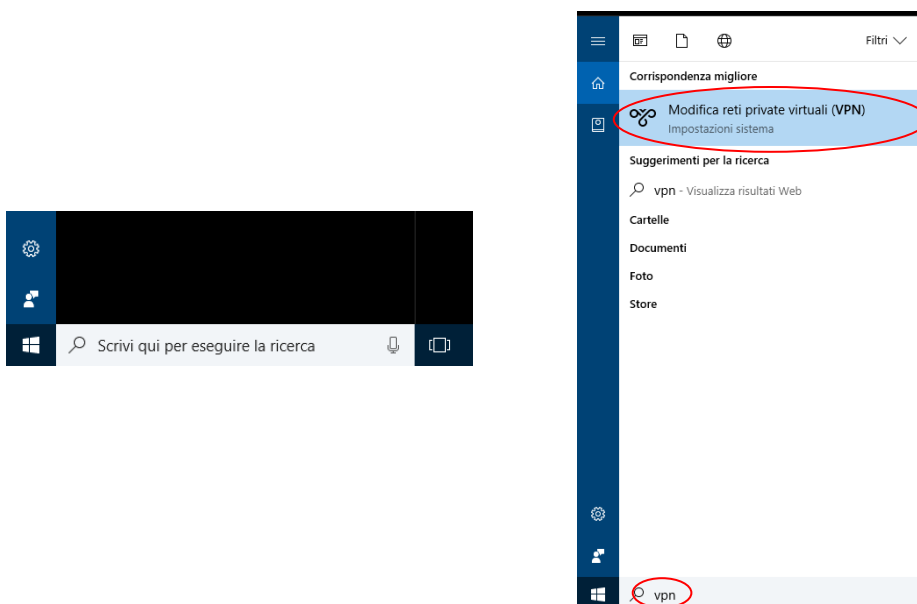 Scrivi qui per eseguire la ricerca
Filtri
Corrispondenza migliore
Modifica reti private virtuali (VPN)
Impostazioni sistema
Suggerimenti per la ricerca
vpn - Visualizza risultati Web
Cartelle
Documenti
Foto
Store
vpn